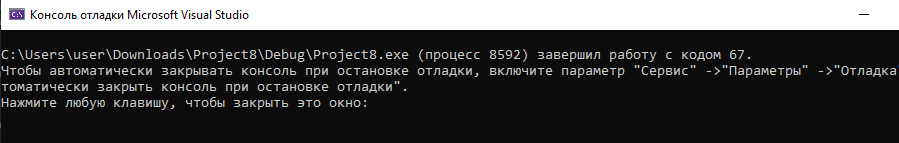 Консоль отладки Microsoft Visual Studio
C:\Users\user\Downloads\Project8\Debug\Project8.exe (процесс 8592) завершил работу с кодом 67.
Чтобы автоматически закрывать консоль при остановке отладки, включите параметр "Сервис" ->"Параметры" ->"Отладка
томатически закрыть консоль при остановке отладки".
Нажмите любую клавишу, чтобы закрыть это окно: